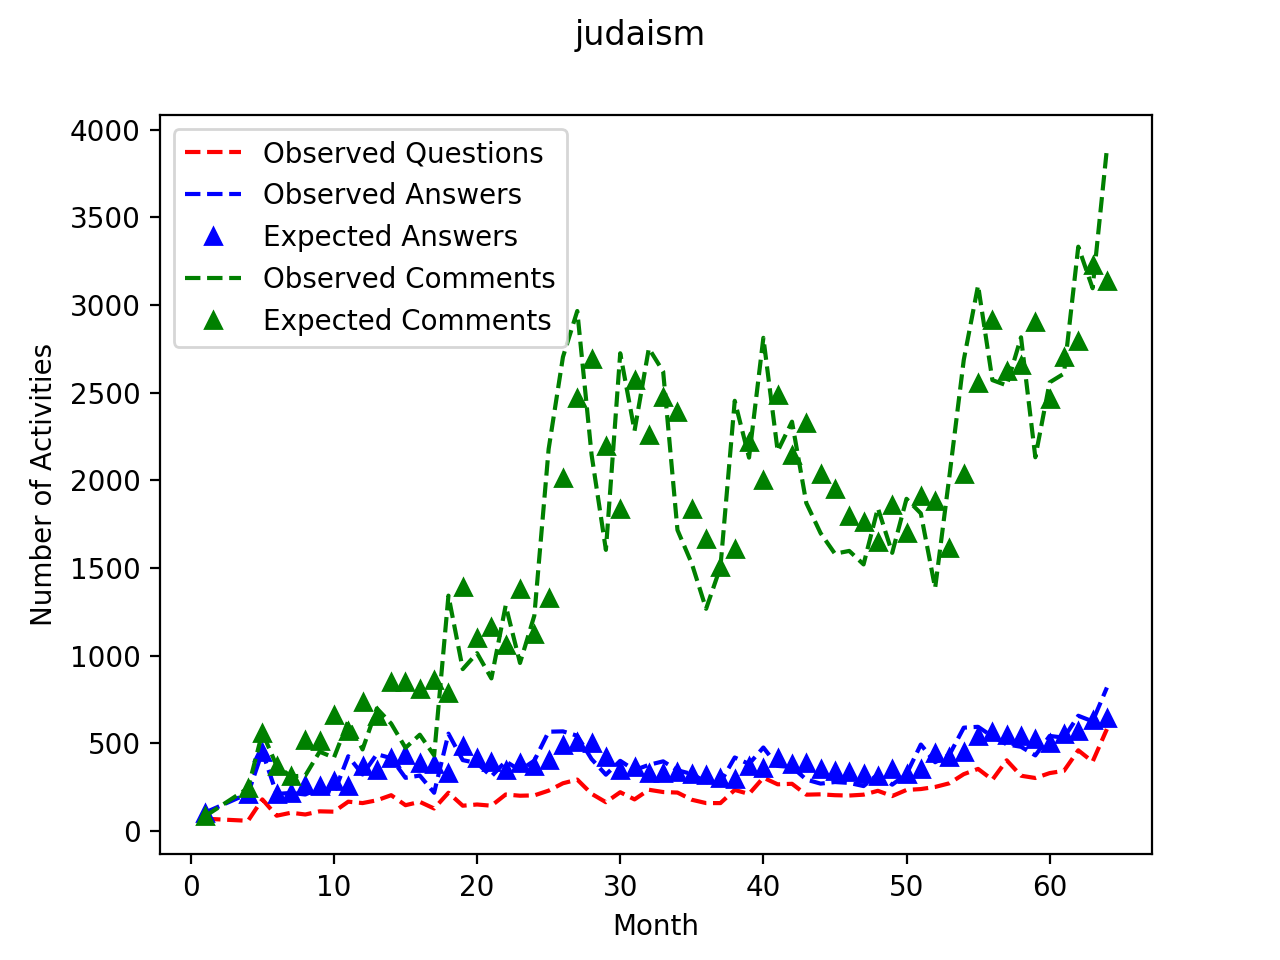 judaism
4000
3500
3000
2500
2000
1500
1000
500
0
Number of Activities
Observed Questions
Observed Answers
Expected Answers
Observed Comments
Expected Comments
0 10 20 30 40 50 60
Month